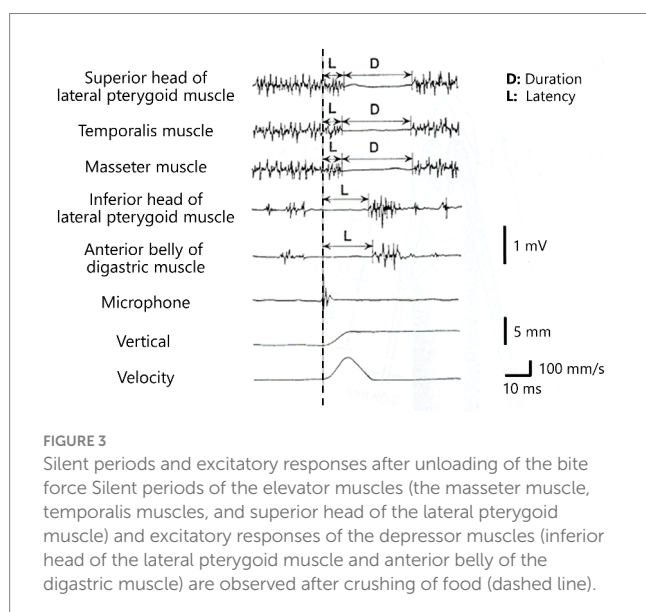 L D
Superior head of
lateral pterygoid muscle
D: Duration
L: Latency
L D
Temporalis muscle
L D
Masseter muscle
Inferior head of
lateral pterygoid muscle
L
Anterior belly of
digastric muscle
L
1 mV
Microphone
Vertical
5 mm
Velocity
100 mm/s
10 ms
FIGURE 3
Silent periods and excitatory responses after unloading of the bite
force Silent periods of the elevator muscles (the masseter muscle,
temporalis muscles, and superior head of the lateral pterygoid
muscle) and excitatory responses of the depressor muscles (inferior
head of the lateral pterygoid muscle and anterior belly of the
digastric muscle) are observed after crushing of food (dashed line).